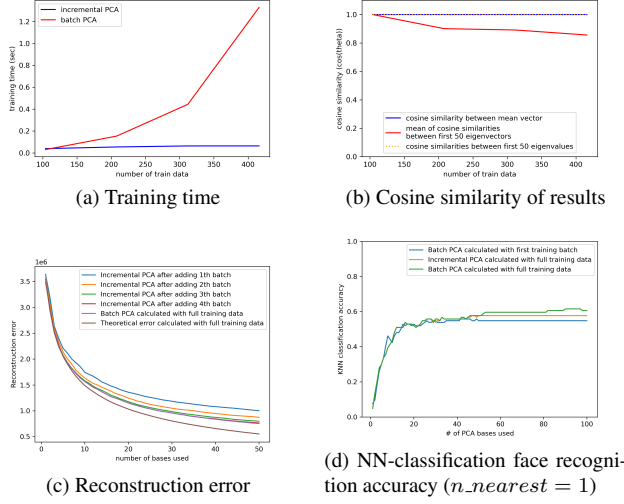 incremental PCA
batch PCA
1.2
1.0
0.8
0.6
0.4
0.2
0.0
training time (sec)
100 150 200 250 300 350 400
number of train data
(a) Training time
1.0
0.8
0.6
0.4
0.2
0.0
cosine similarity (cos(theta))
cosine similarity between mean vector
mean of cosine similarities
between first 50 eigenvectors
cosine similarities between first 50 eigenvalues
100 150 200 250 300 350 400
number of train data
(b) Cosine similarity of results
1e6
3.5
3.0
2.5
2.0
1.5
1.0
0.5
Reconstruction error
Incremental PCA after adding 1th batch
Incremental PCA after adding 2th batch
Incremental PCA after adding 3th batch
Incremental PCA after adding 4th batch
Batch PCA calculated with full training data
Theoretical error calculated with full training data
0 10 20 30 40 50
number of bases used
(c) Reconstruction error
1.0
0.8
0.6
0.4
0.2
0.0
KNN classification accuracy
Batch PCA calculated with first training batch
Incremental PCA calculated with full training data
Batch PCA calculated with full training data
0 20 40 60 80 100
# of PCA bases used
(d) NN-classification face recogni-
tion accuracy (n_nearest = 1)